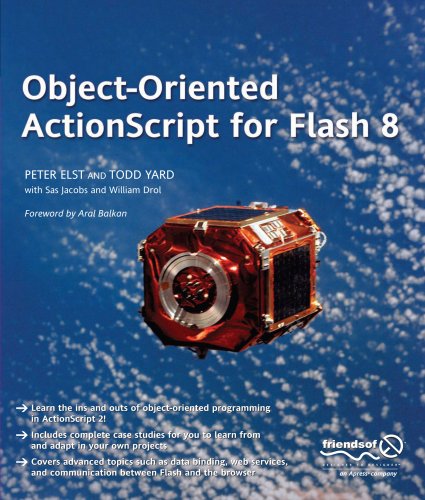 Object-Oriented
ActionScript for Flash 8
PETER ELST AND TODD YARD
with Sas Jacobs and William Drol
Foreword by Aral Balkan
→ Learn the ins and outs of object-oriented programming
in ActionScript 2!
→ Includes complete case studies for you to learn from
and adapt in your own projects
→ Covers advanced topics such as data binding, web services,
and communication between Flash and the browser
friendsof
DESIGNER TO DESIGNER™
an Apress® company